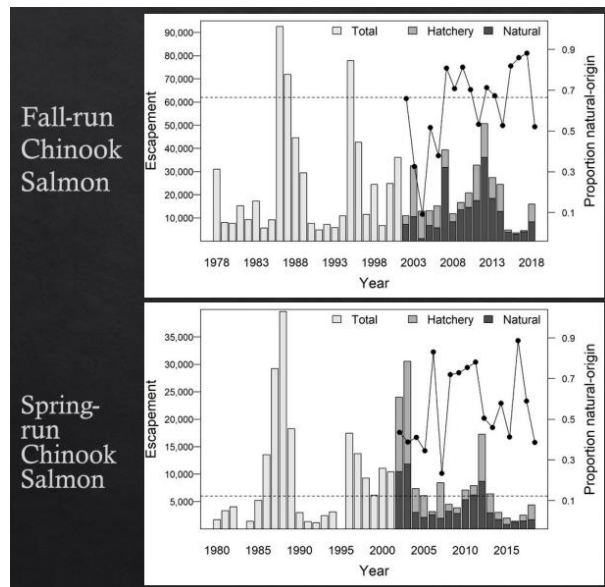 Fall-run
Chinook
Salmon
Total
Hatchery
Natural
90,000
80,000
70,000
60,000
50,000
40,000
30,000
20,000
10,000
Escapement
0.9
0.7
0.5
0.3
0.1
Proportion natural-origin
1978 1983 1988 1993 1998 2003 2008 2013 2018
Year
Spring-
run
Chinook
Salmon
Total
Hatchery
Natural
35,000
30,000
25,000
20,000
15,000
10,000
5,000
Escapement
0.9
0.7
0.5
0.3
0.1
Proportion natural-origin
1980 1985 1990 1995 2000 2005 2010 2015
Year